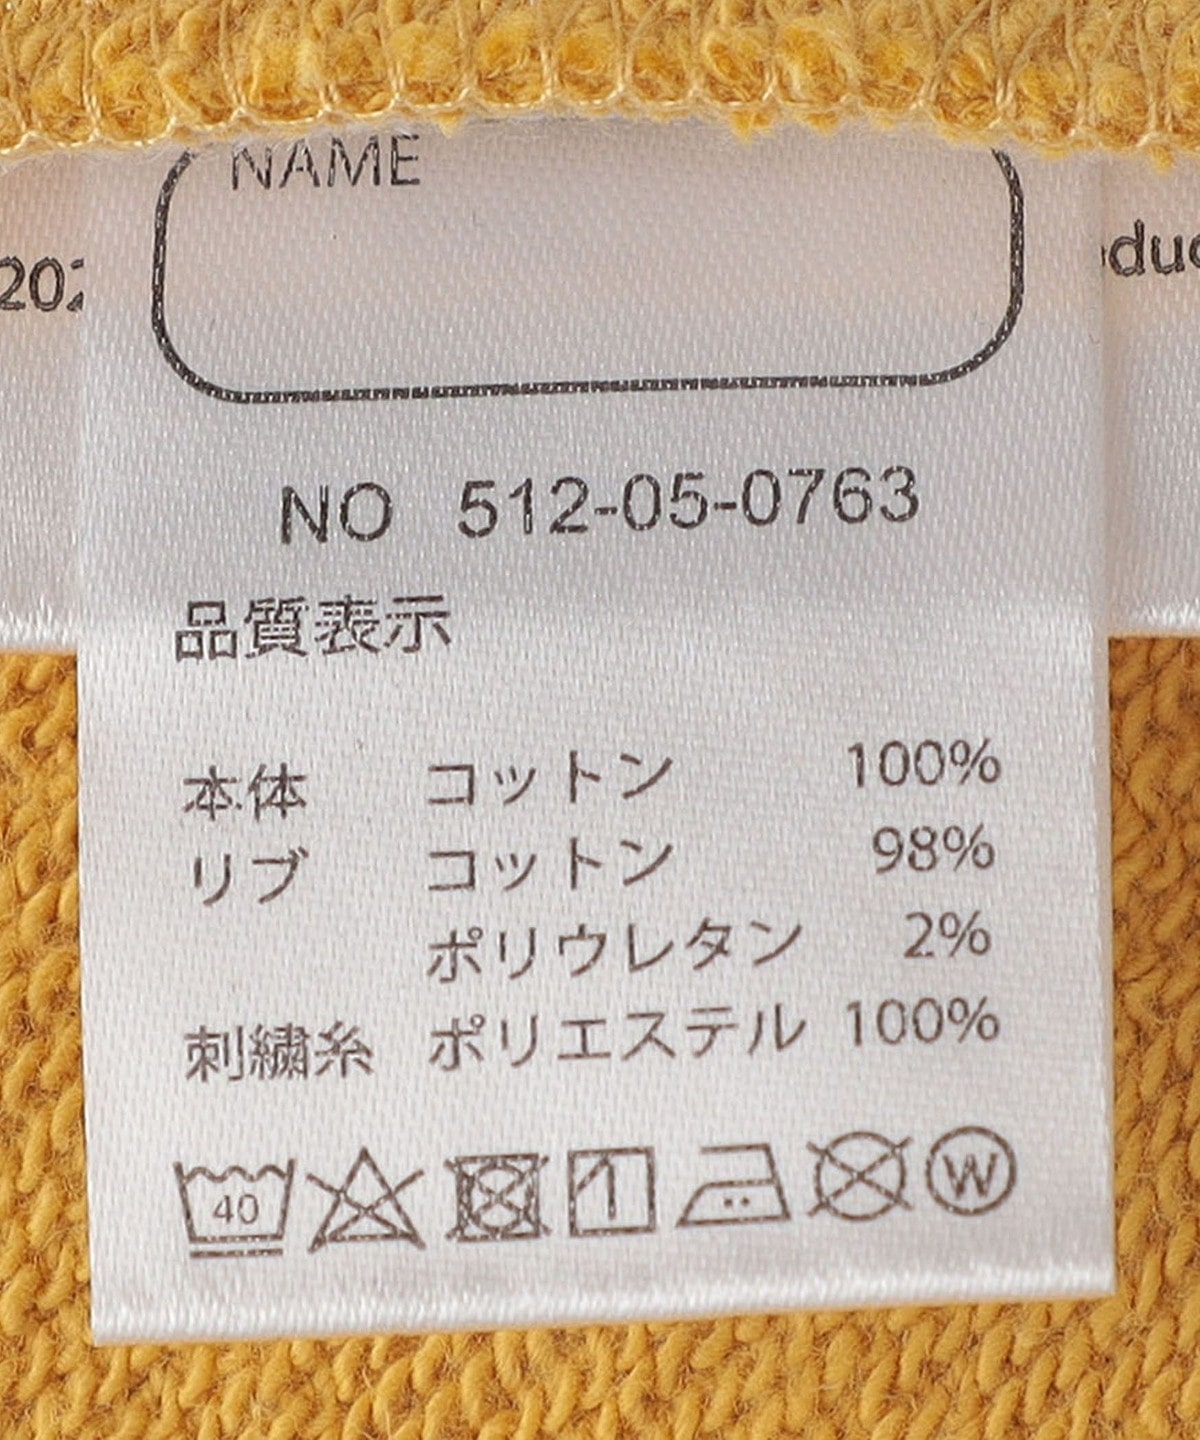 NAME
NO 512-05-0763
品質表示
本体 コットン 100%
リブ コットン 98%
ポリウレタン 2%
刺繍糸 ポリエステル 100%
40
W